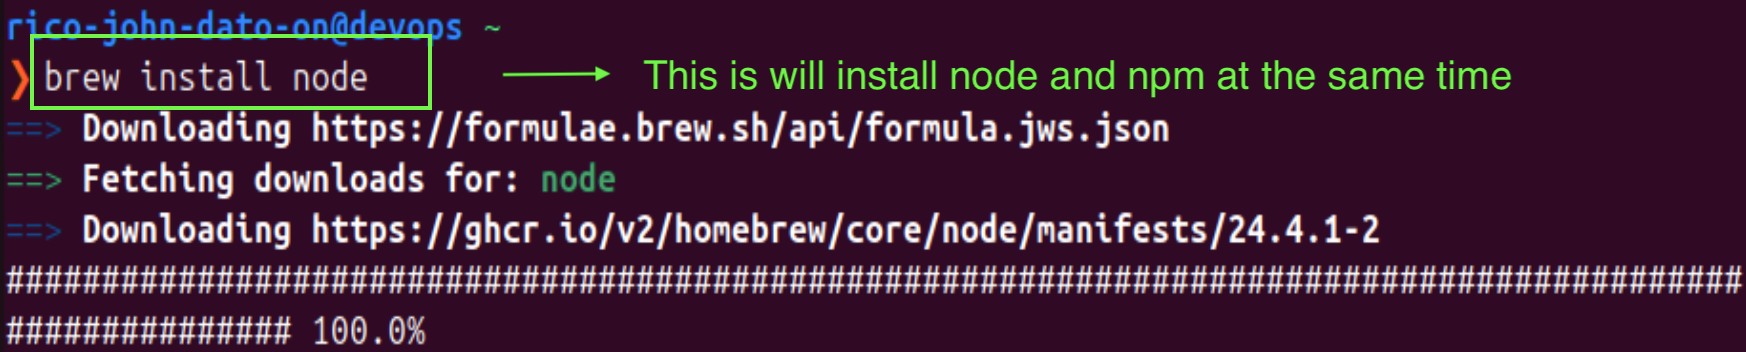 rico-john-dato-on@devops ~
❯ brew install node This is will install node and npm at the same time
==> Downloading https://formulae.brew.sh/api/formula.jws.json
==> Fetching downloads for: node
==> Downloading https://ghcr.io/v2/homebrew/core/node/manifests/24.4.1-2
###########################################################################################
############### 100.0%